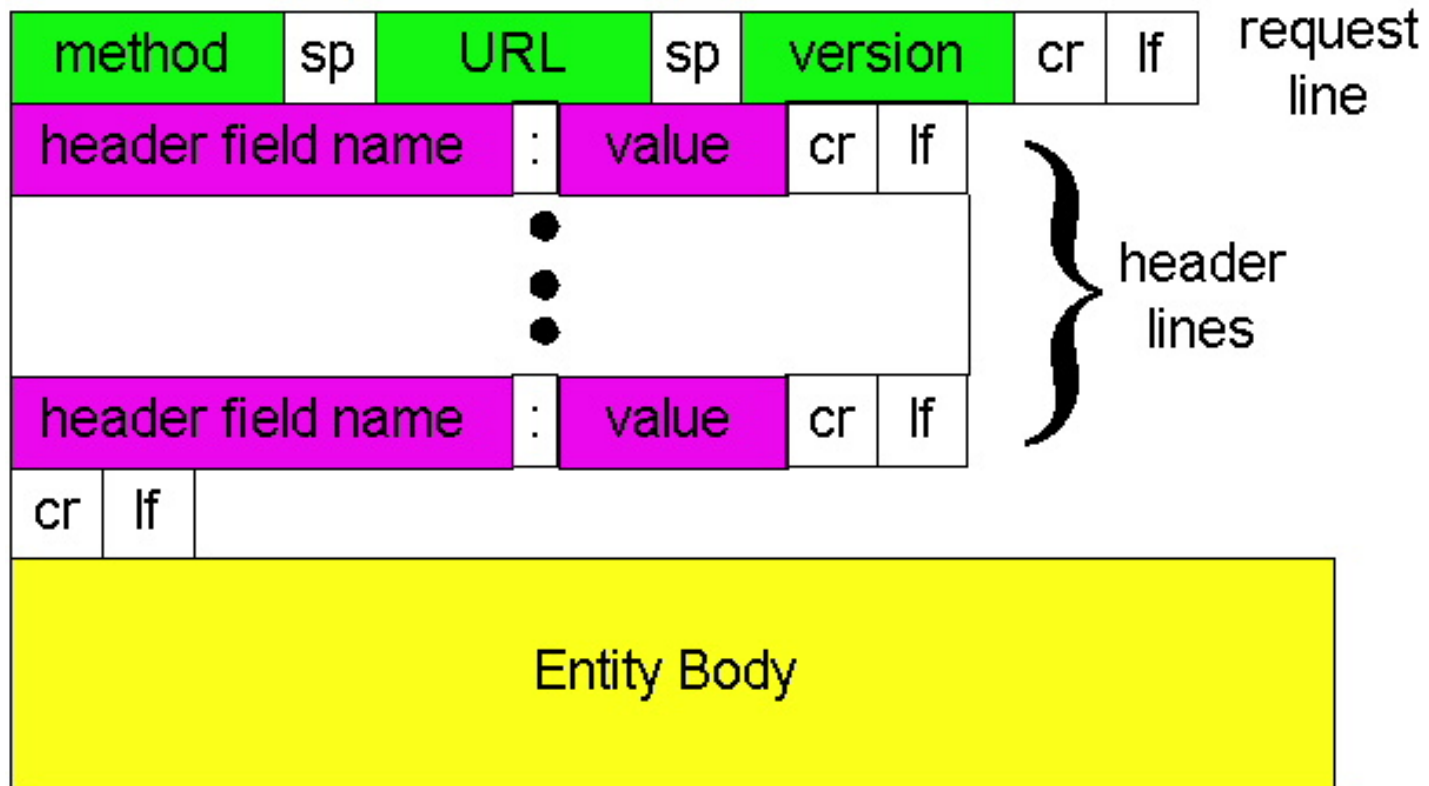 method sp URL sp version cr lf
request
line
header field name : value cr lf
header
lines
header field name : value cr lf
cr lf
Entity Body